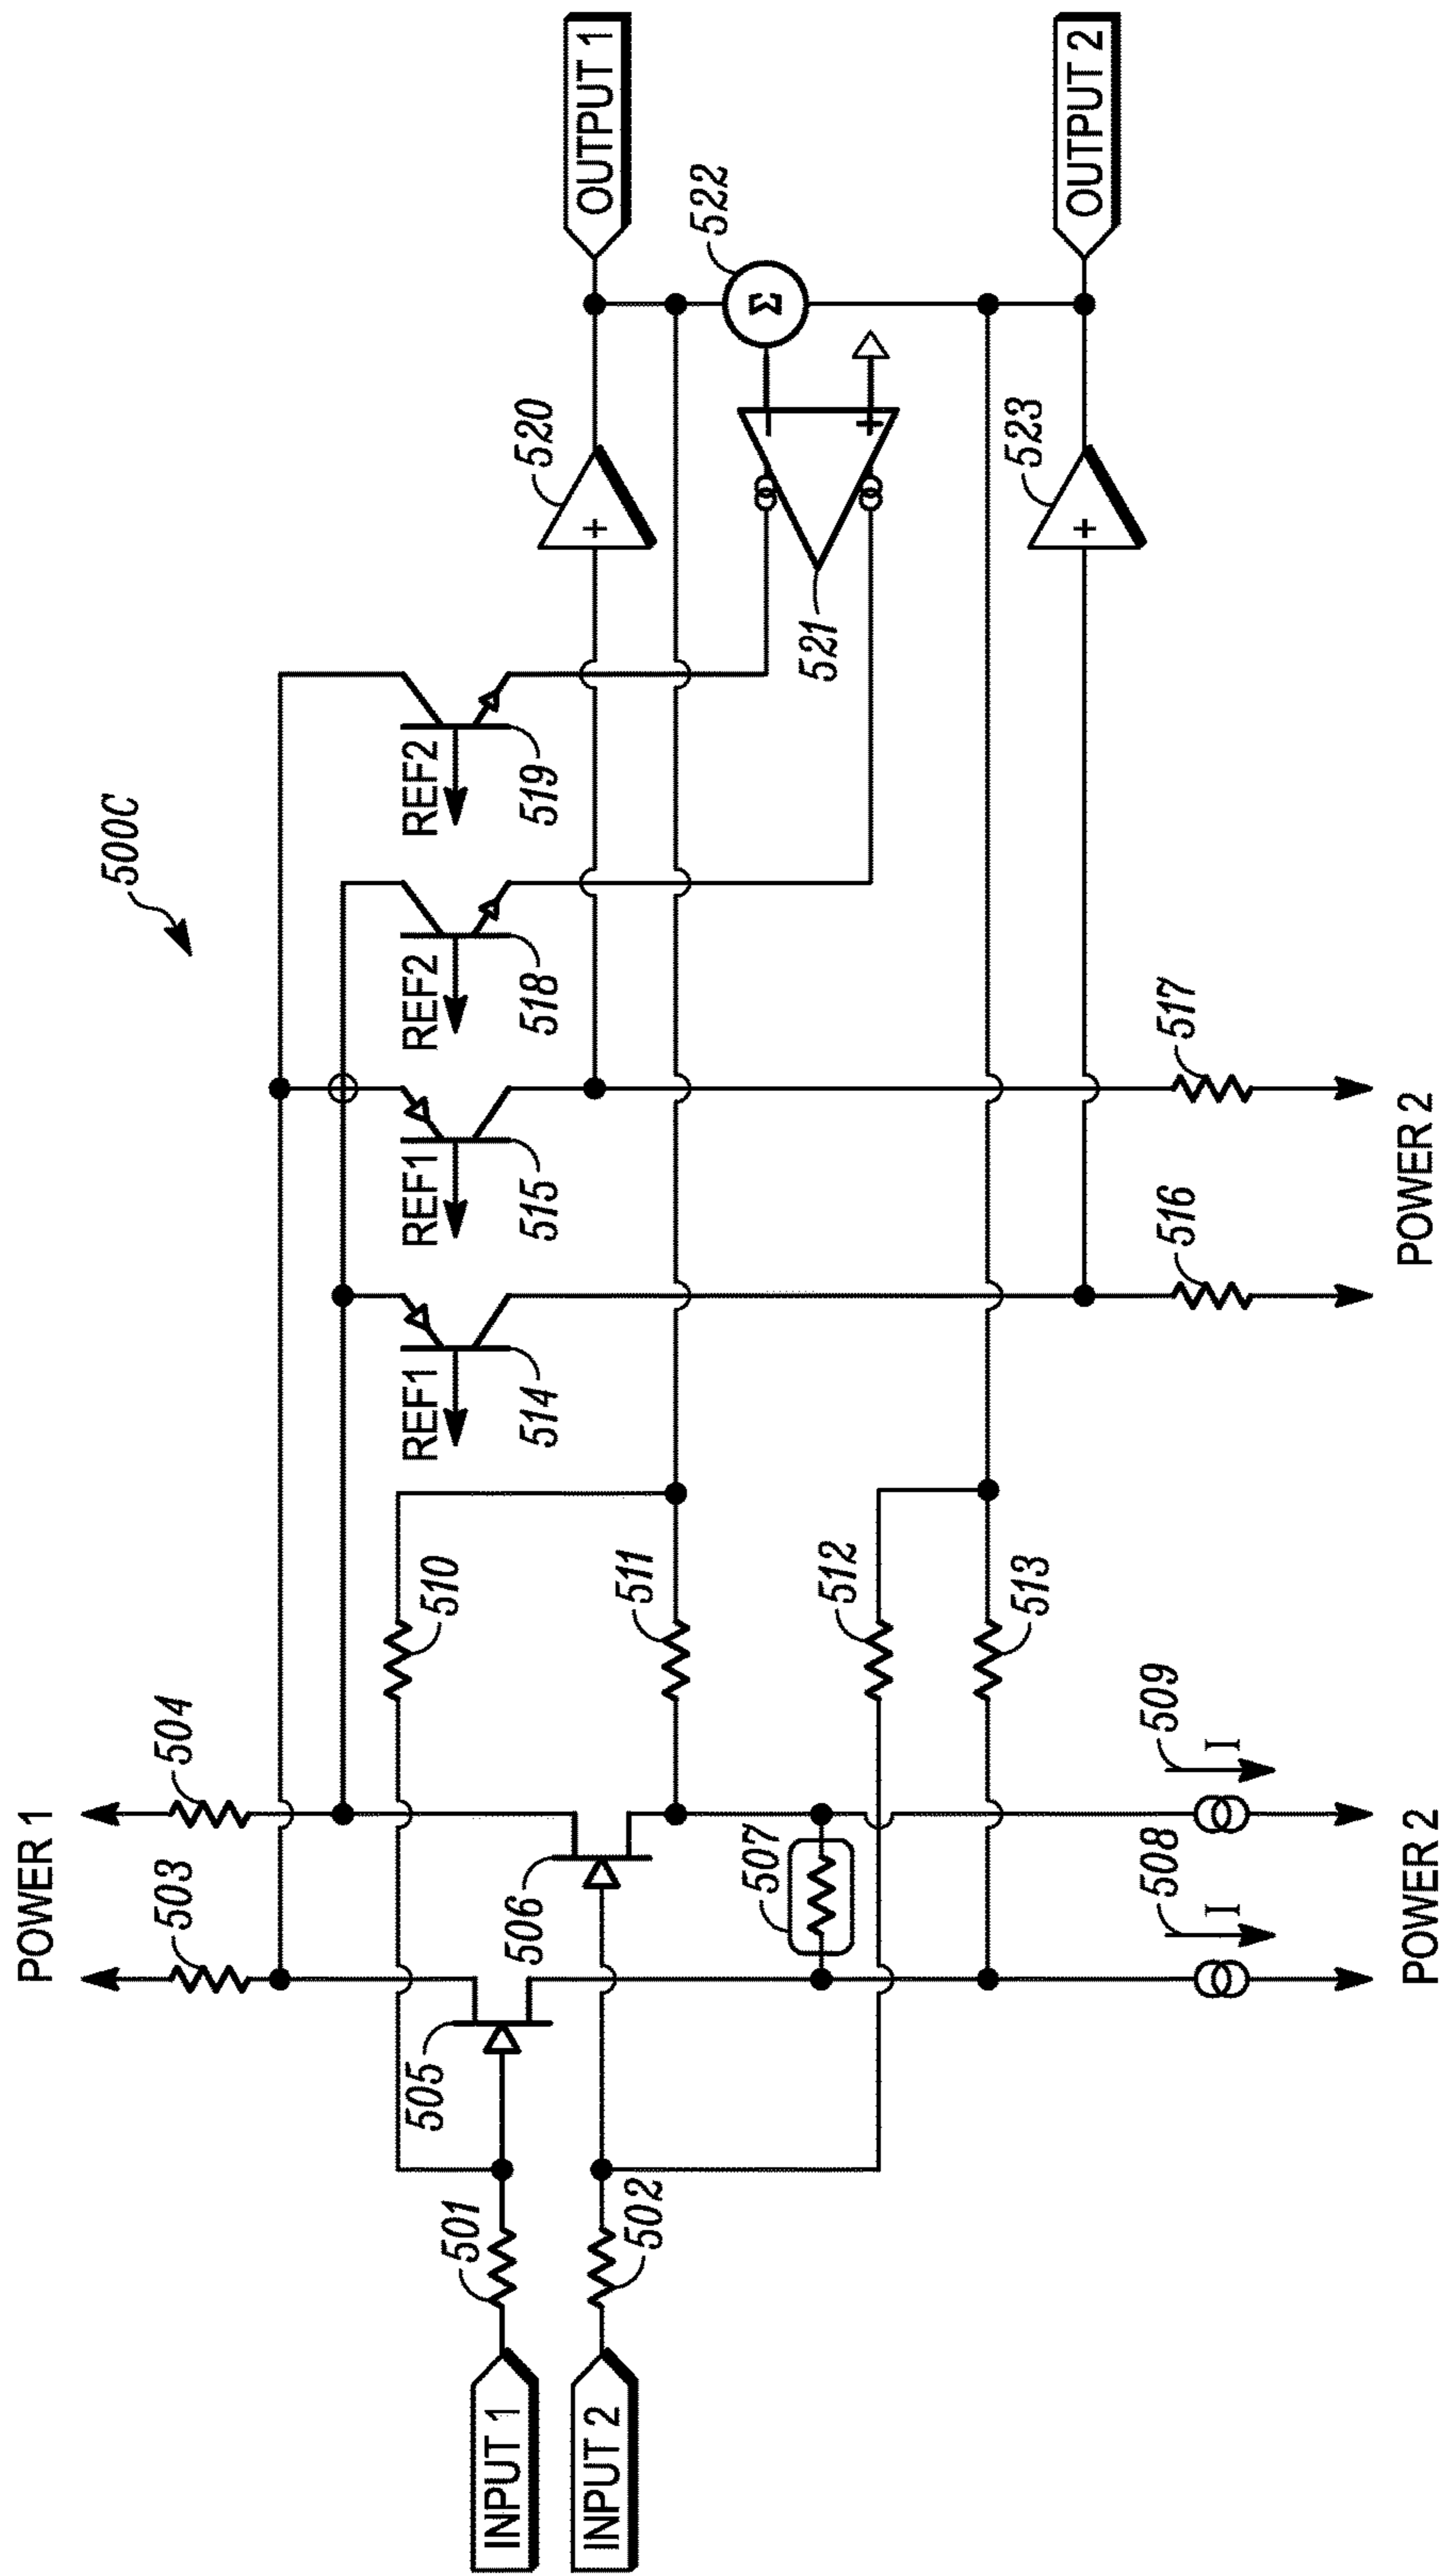 500C
POWER 1
503
504
505
506
507
501
502
INPUT 1
INPUT 2
510
511
512
513
508
I
509
I
POWER 2
REF1
514
REF1
515
REF2
518
REF2
519
516
517
POWER 2
520
+
521
−
+
522
Σ
523
+
OUTPUT 1
OUTPUT 2